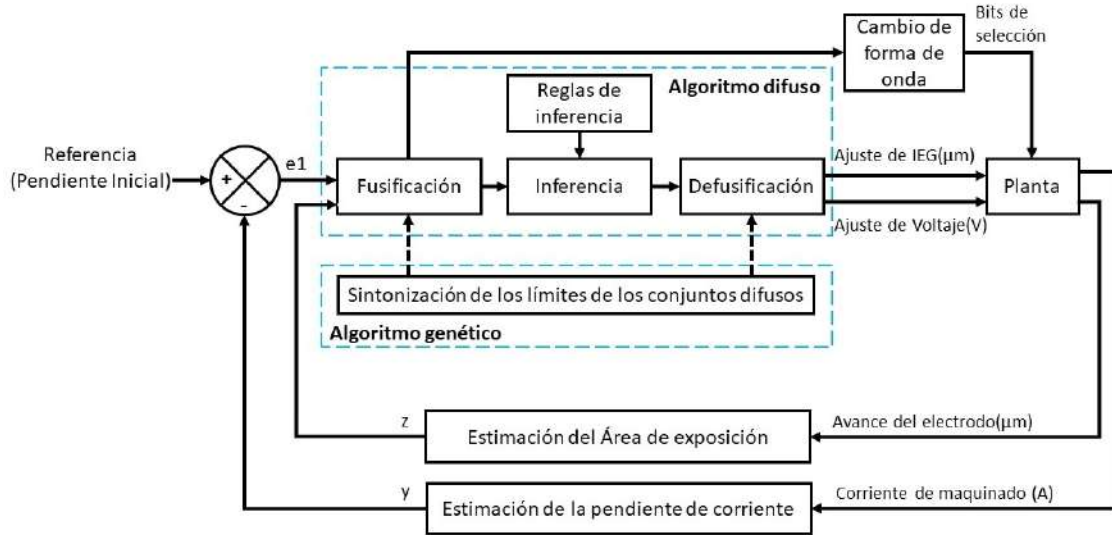 Cambio de
forma de
onda
Bits de
selección
Algoritmo difuso
Reglas de
inferencia
Referencia
(Pendiente Inicial)
+
-
e1
Fusificación
Inferencia
Defusificación
Ajuste de IEG(μm)
Ajuste de Voltaje(V)
Planta
Sintonización de los límites de los conjuntos difusos
Algoritmo genético
z
Estimación del Área de exposición
Avance del electrodo(μm)
y
Estimación de la pendiente de corriente
Corriente de maquinado (A)